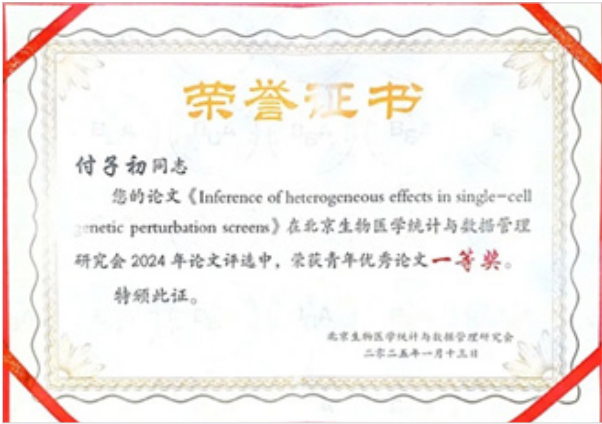 荣誉证书
付子初同志
您的论文《Inference of heterogeneous effects in single-cell
genetic perturbation screens》在北京生物医学统计与数据管理
研究会 2024 年论文评选中，荣获青年优秀论文一等奖。
特颁此证。
北京生物医学统计与数据管理研究会
二零二五年一月十三日